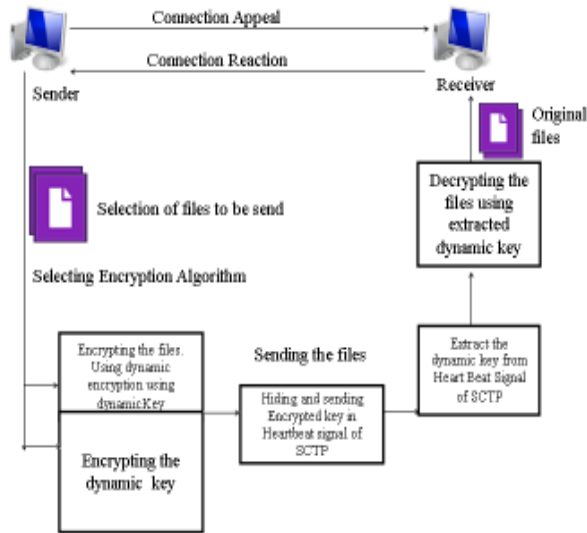 Connection Appeal
Connection Reaction
Sender
Receiver
Original
files
Selection of files to be send
Decrypting the
files using
extracted
dynamic key
Selecting Encryption Algorithm
Encrypting the files.
Using dynamic
encryption using
dynamicKey
Encrypting the
dynamic key
Sending the files
Hiding and sending
Encrypted key in
Heartbeat signal of
SCTP
Extract the
dynamic key from
Heart Beat Signal
of SCTP